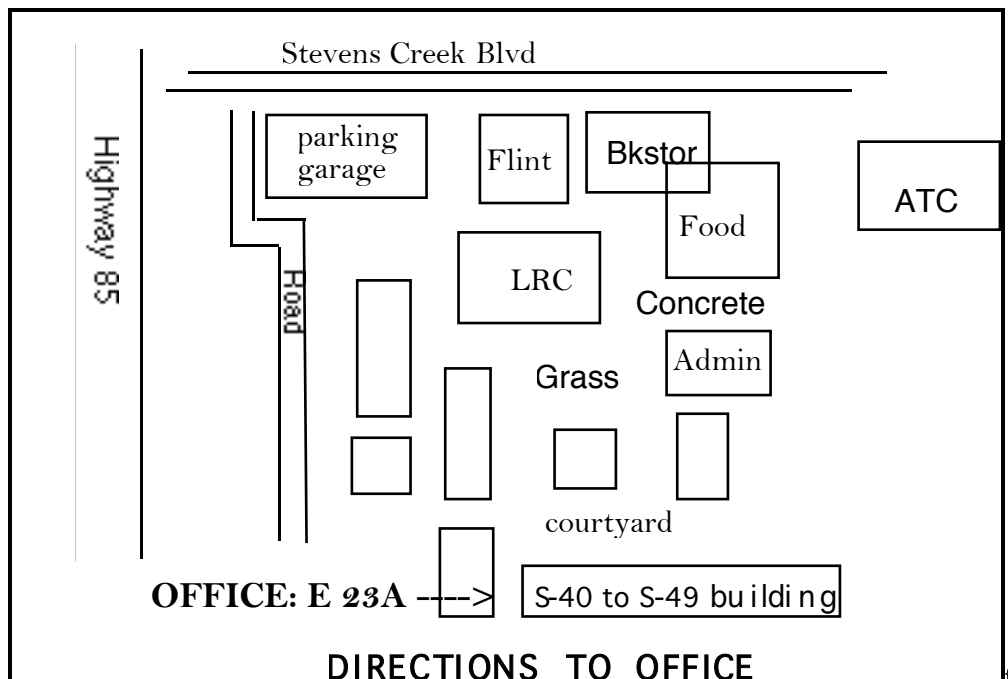 Stevens Creek Blvd
parking
garage
Flint
Bkstor
ATC
Highway 85
Food
LRC
Road
Concrete
Admin
Grass
courtyard
OFFICE: E 23A ---->
S-40 to S-49 building
DIRECTIONS TO OFFICE